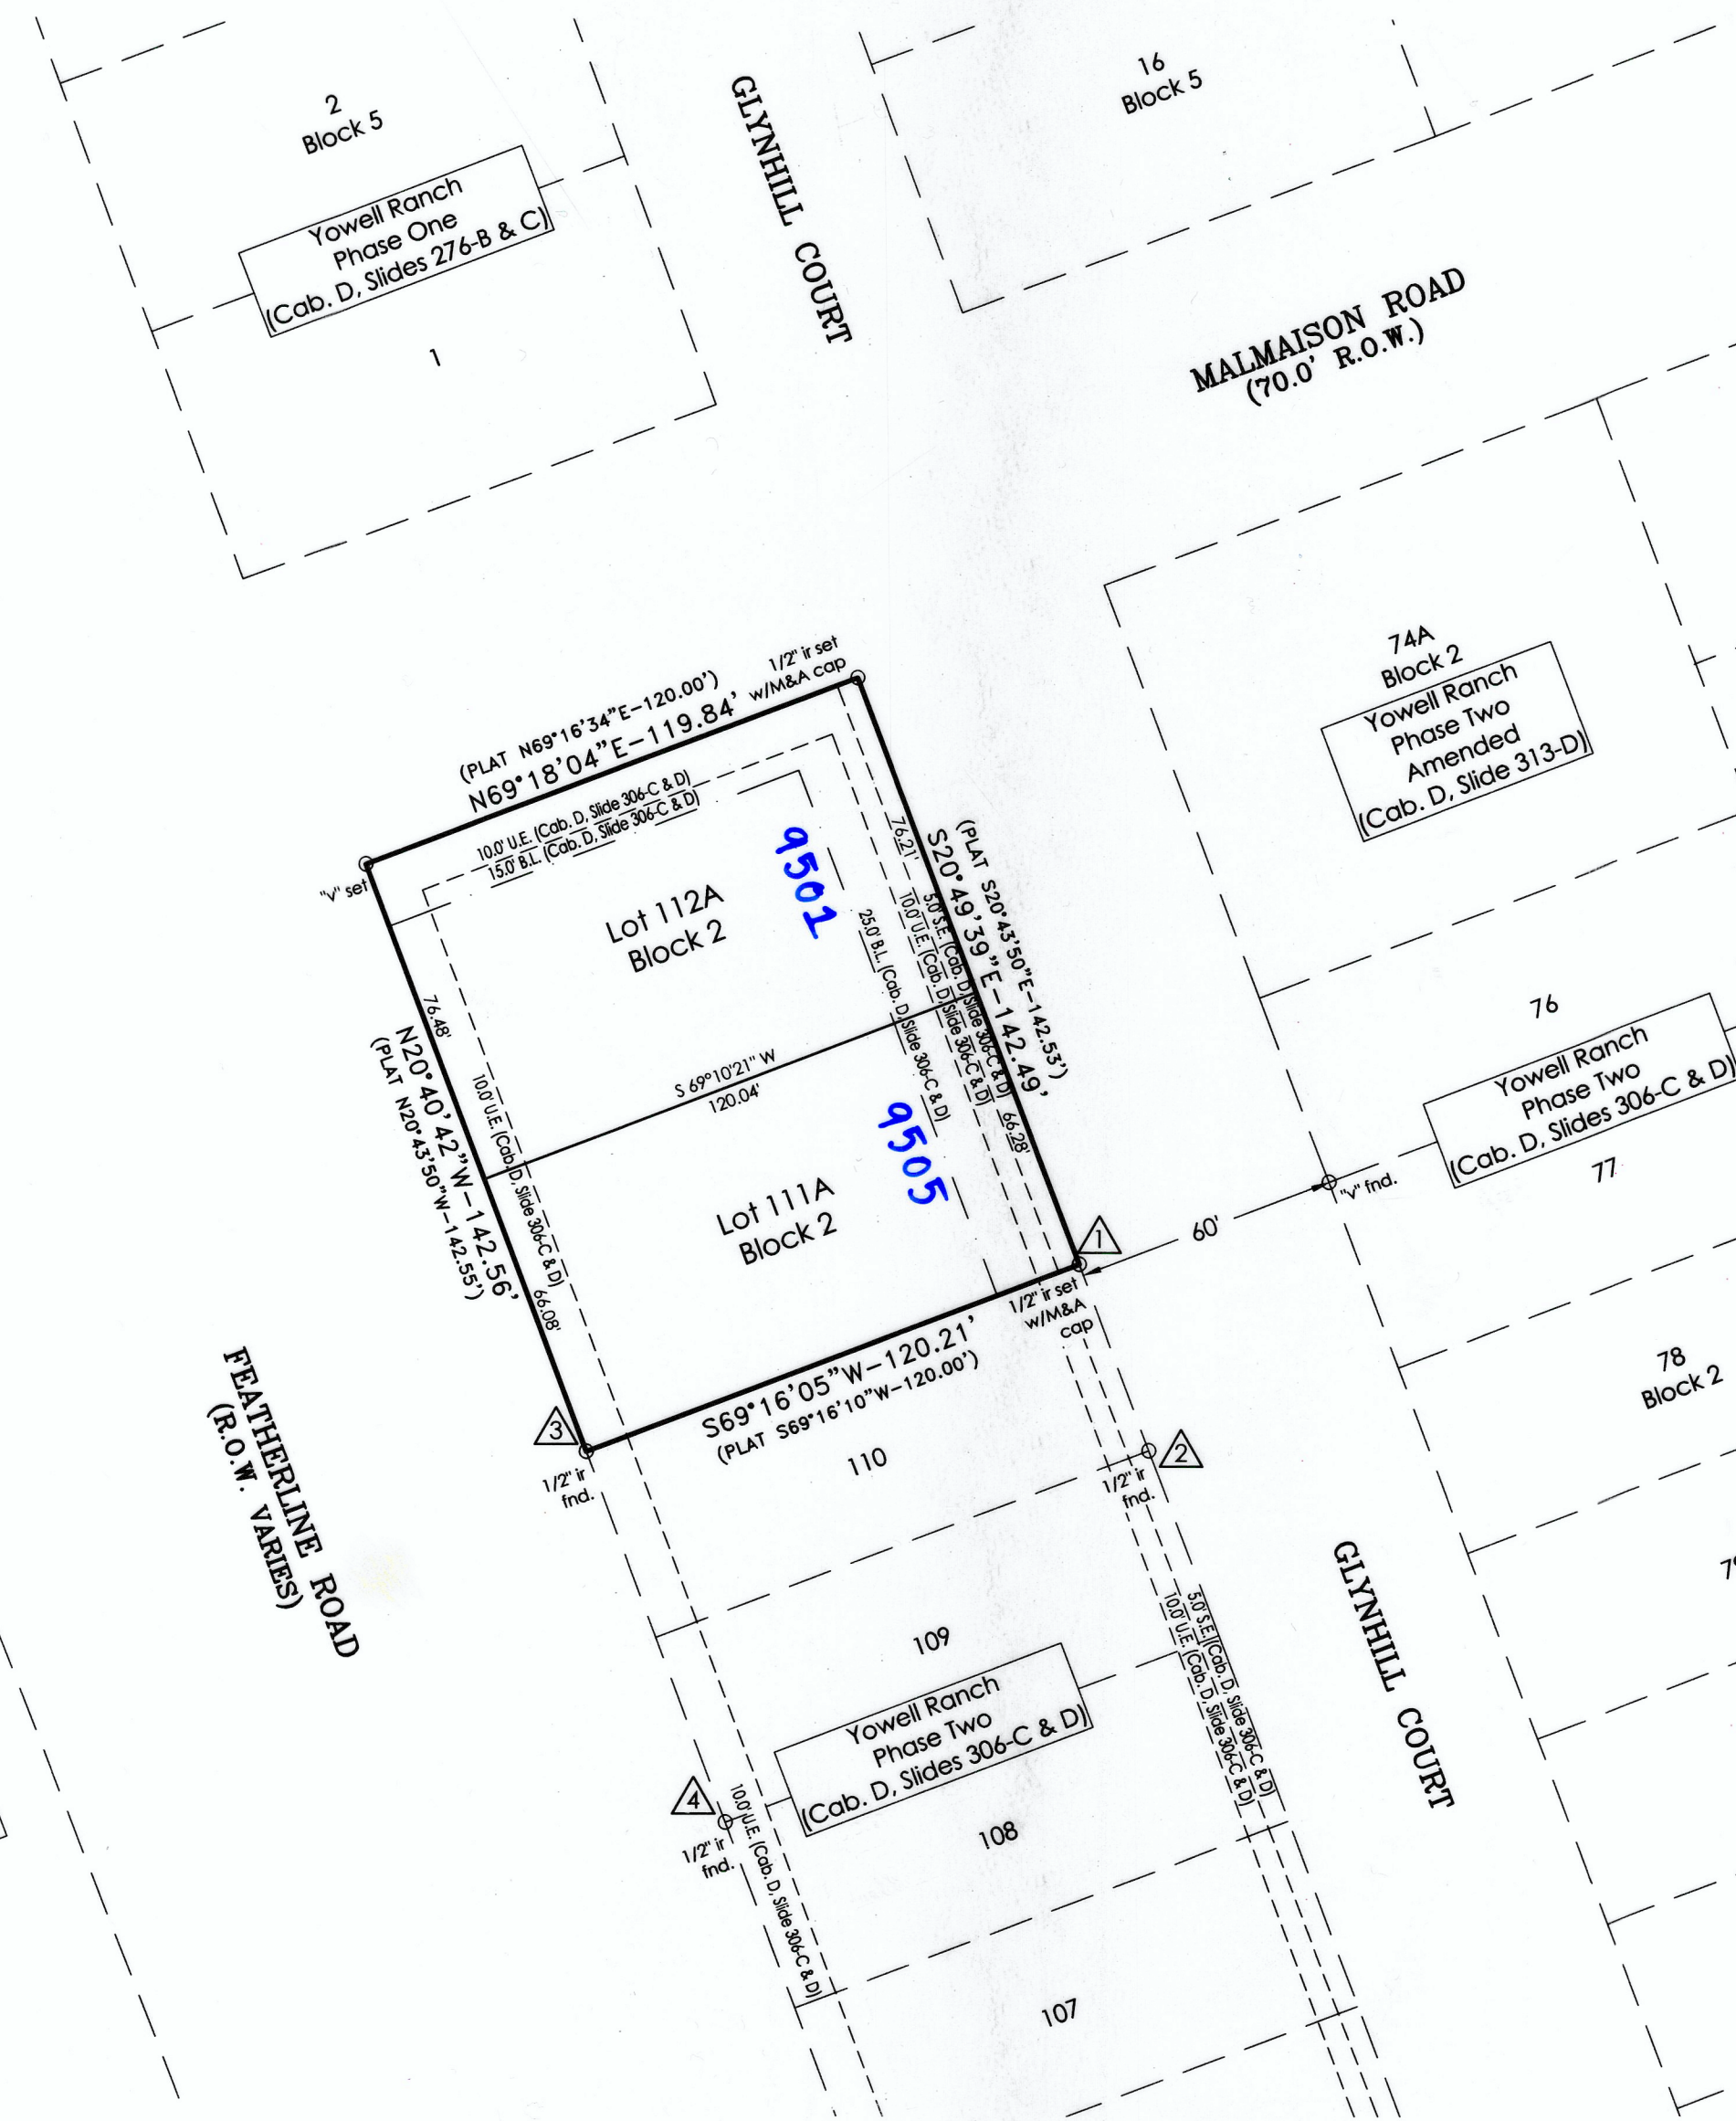 2
Block 5
Yowell Ranch
Phase One
(Cab. D, Slides 276-B & C)
1
GLYNHILL COURT
16
Block 5
MALMAISON ROAD
(70.0' R.O.W.)
74A
Block 2
Yowell Ranch
Phase Two
Amended
(Cab. D, Slide 313-D)
1/2" ir set
w/M&A cap
(PLAT N69°16'34"E-120.00')
N69°18'04"E-119.84'
10.0' U.E. (Cab. D, Slide 306-C & D)
15.0' B.L. (Cab. D, Slide 306-C & D)
"v" set
Lot 112A
Block 2
9501
76.21'
(PLAT S20°43'50"E-142.53')
S20°49'39"E-142.49'
5.0' S.E. (Cab. D, Slide 306-C & D)
10.0' U.E. (Cab. D, Slide 306-C & D)
25.0' B.L. (Cab. D, Slide 306-C & D)
66.28'
76.48'
N20°40'42"W-142.56'
(PLAT N20°43'50"W-142.55')
10.0' U.E. (Cab. D, Slide 306-C & D)
66.08'
S 69°10'21" W
120.04'
Lot 111A
Block 2
9505
76
Yowell Ranch
Phase Two
(Cab. D, Slides 306-C & D)
77
"v" fnd.
60'
1
1/2" ir set
w/M&A
cap
S69°16'05"W-120.21'
(PLAT S69°16'10"W-120.00')
110
3
1/2" ir
fnd.
2
1/2" ir
fnd.
78
Block 2
FEATHERLINE ROAD
(R.O.W. VARIES)
GLYNHILL COURT
5.0' S.E. (Cab. D, Slide 306-C & D)
10.0' U.E. (Cab. D, Slide 306-C & D)
109
Yowell Ranch
Phase Two
(Cab. D, Slides 306-C & D)
4
1/2" ir
fnd.
10.0' U.E. (Cab. D, Slide 306-C & D)
108
107